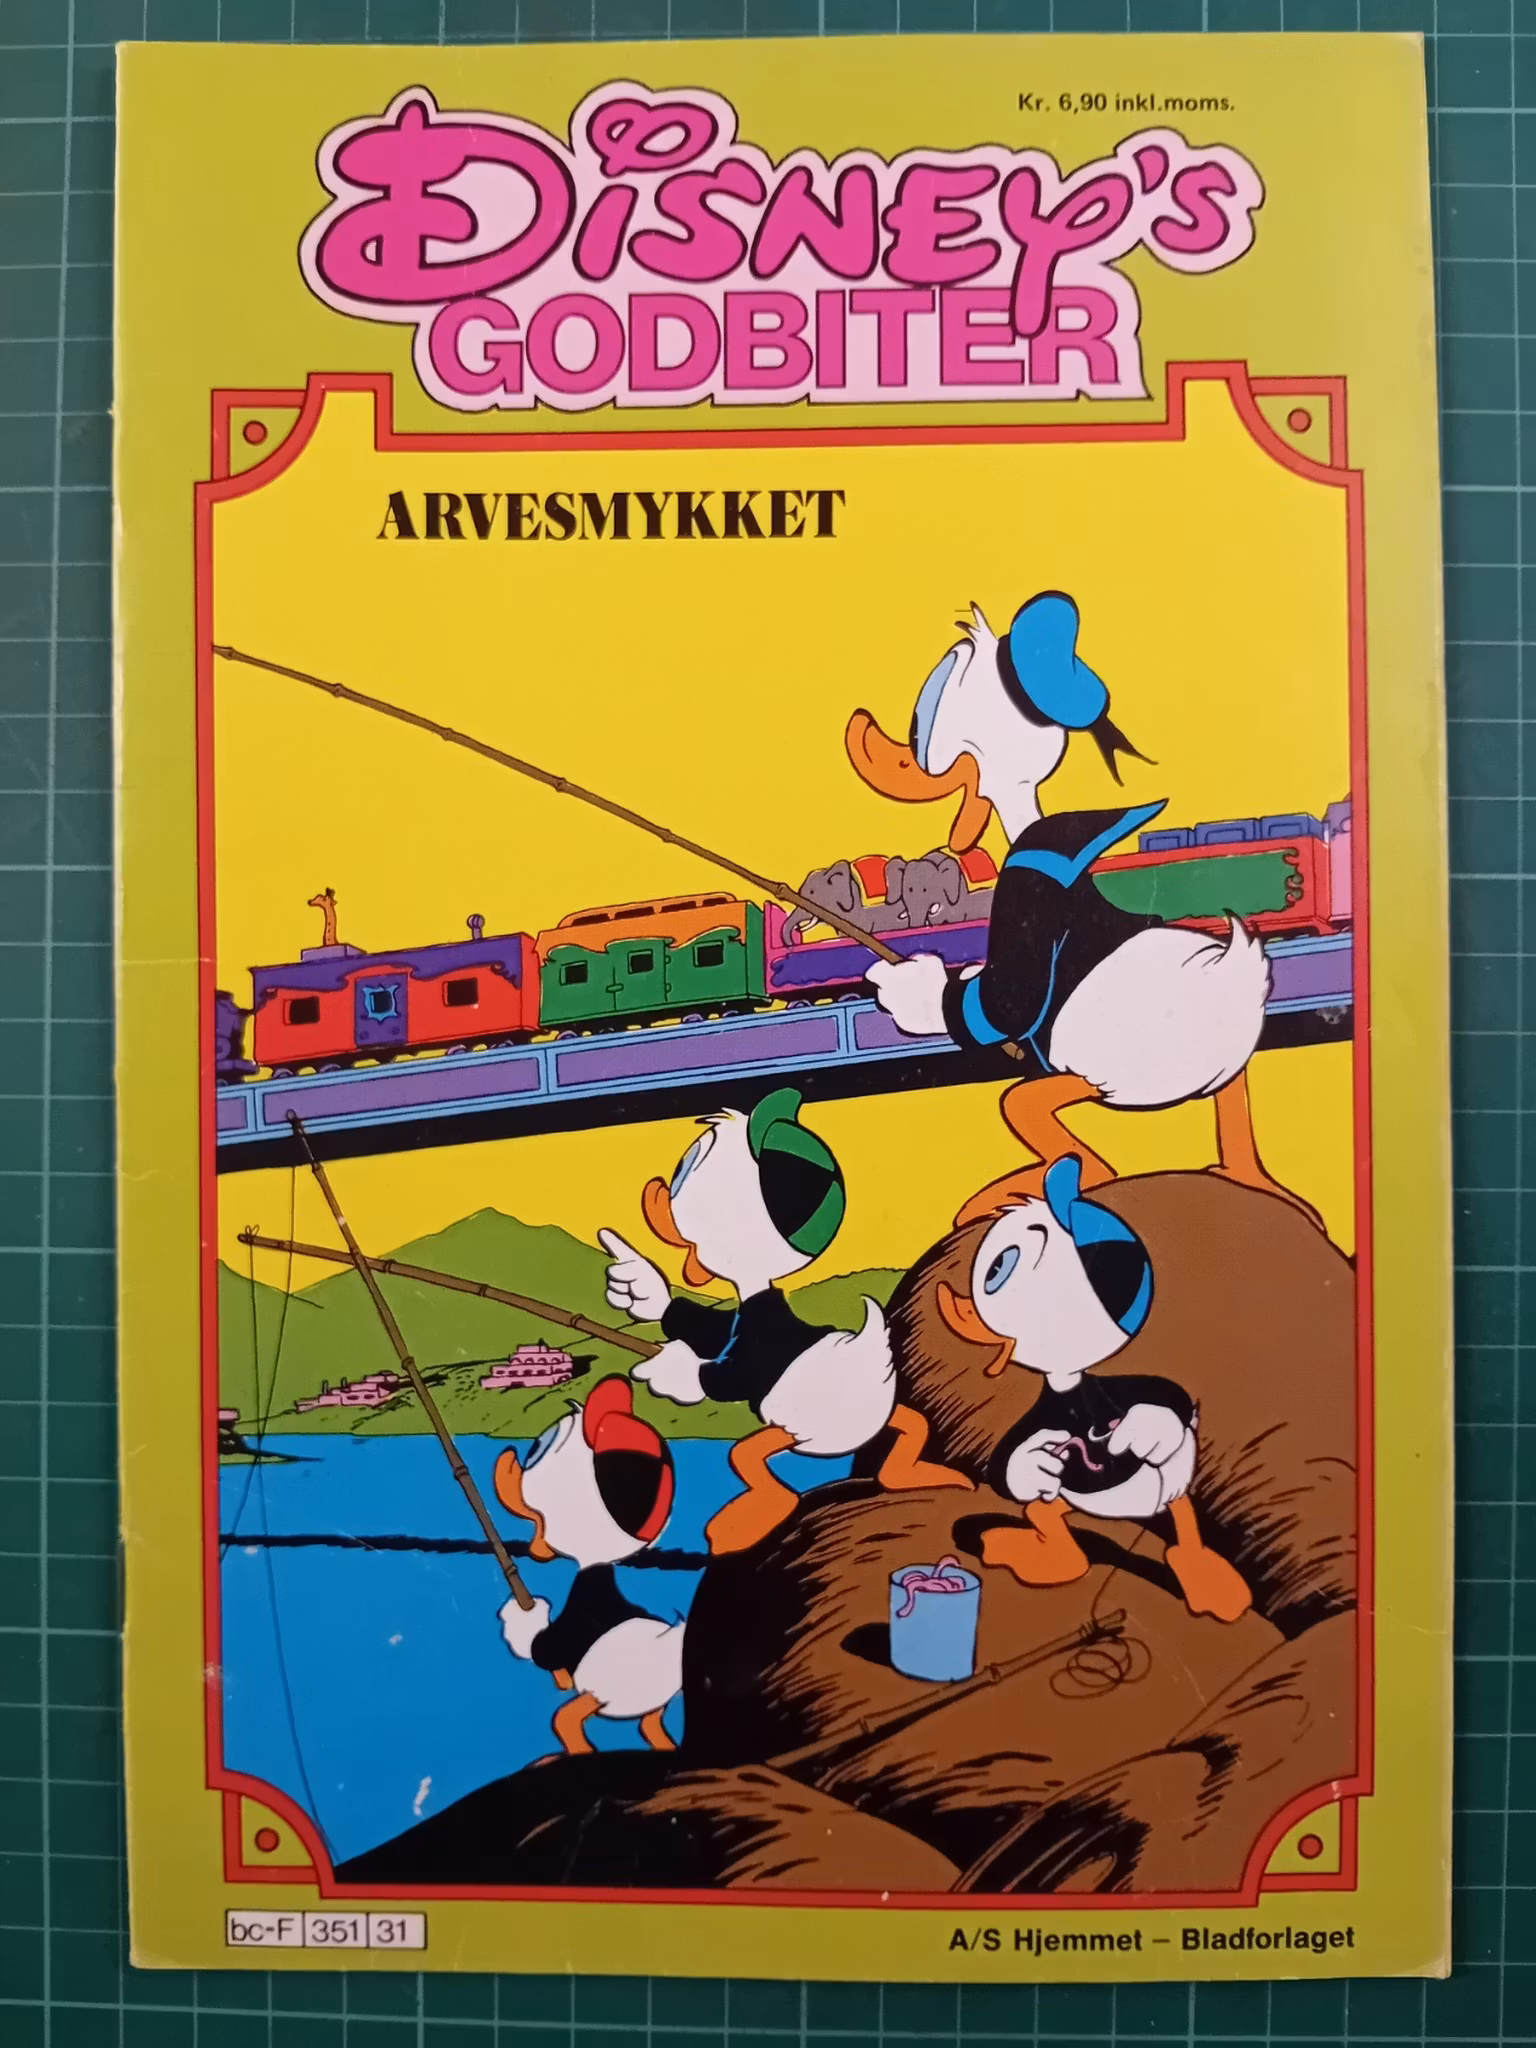 Kr. 6,90 inkl.moms.
DISNEY'S
GODBITER
ARVESMYKKET
bc-F 351 31
A/S Hjemmet – Bladforlaget